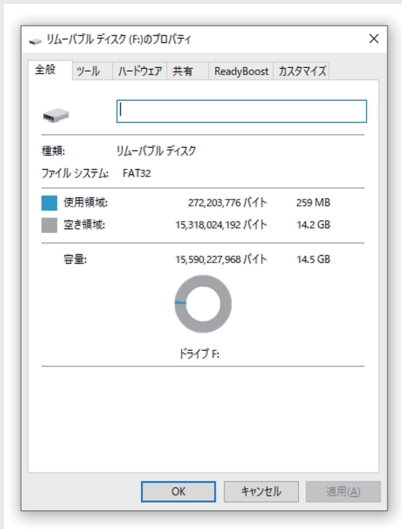 リムーバブル ディスク (F:)のプロパティ
全般 ツール ハードウェア 共有 ReadyBoost カスタマイズ
種類: リムーバブル ディスク
ファイル システム: FAT32
使用領域: 272,203,776 バイト 259 MB
空き領域: 15,318,024,192 バイト 14.2 GB
容量: 15,590,227,968 バイト 14.5 GB
ドライブ F:
OK キャンセル 適用(A)